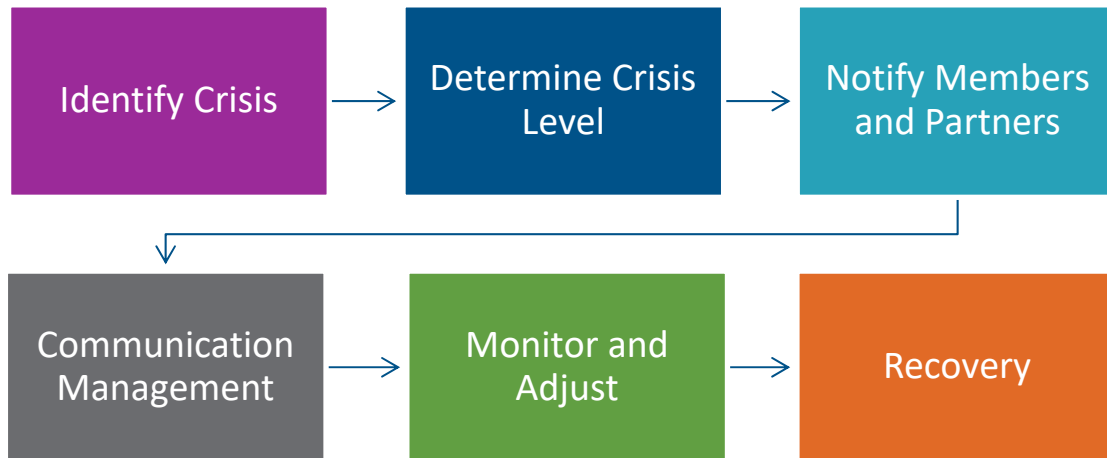 Identify Crisis
Determine Crisis
Level
Notify Members
and Partners
Communication
Management
Monitor and
Adjust
Recovery